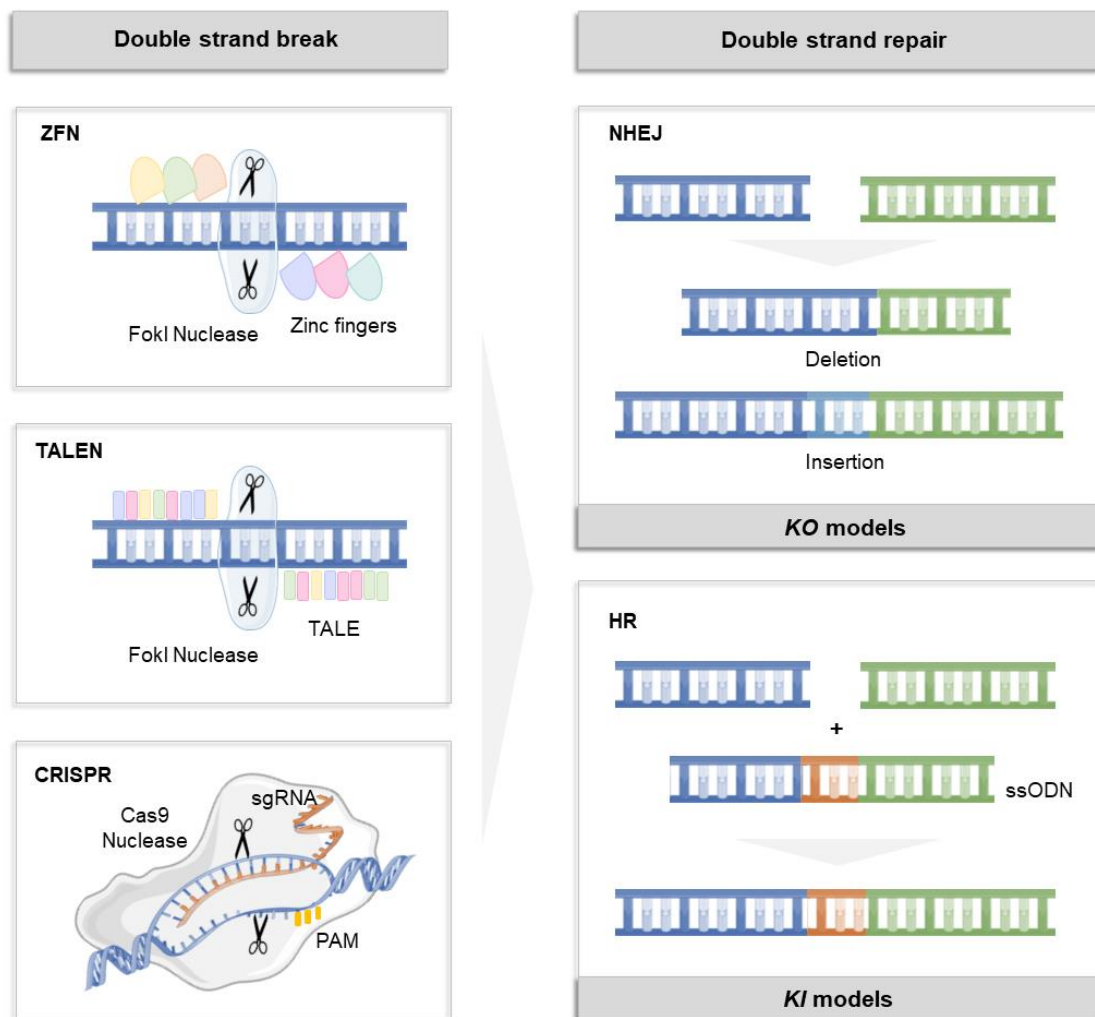 Double strand break
ZFN
FokI Nuclease
Zinc fingers
TALEN
TALE
FokI Nuclease
CRISPR
Cas9
Nuclease
sgRNA
PAM
Double strand repair
NHEJ
Deletion
Insertion
KO models
HR
+
ssODN
KI models